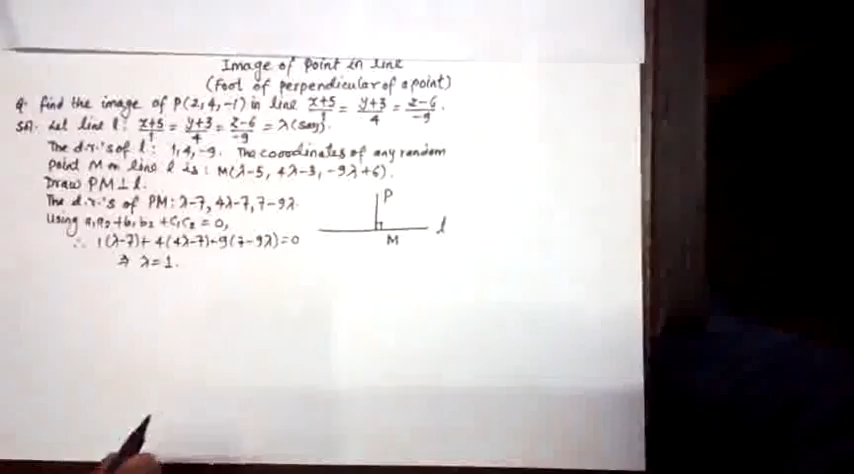 Image of point in line
(Foot of perpendicular of a point)
Q. find the image of P(2,4,-1) in line (x+5)/1 = (y+3)/4 = (z-6)/-9.
Sol. Let line l: (x+5)/1 = (y+3)/4 = (z-6)/-9 = λ (say).
The d.r.'s of l: 1,4,-9. The coordinates of any random
point M on line l is: M(λ-5, 4λ-3, -9λ+6).
Draw PM⊥l.
The d.r.'s of PM: λ-7, 4λ-7, 7-9λ.
Using a₁a₂+b₁b₂+c₁c₂=0,
∴ 1(λ-7)+4(4λ-7)-9(7-9λ)=0
⇒ λ=1.
P
l
M